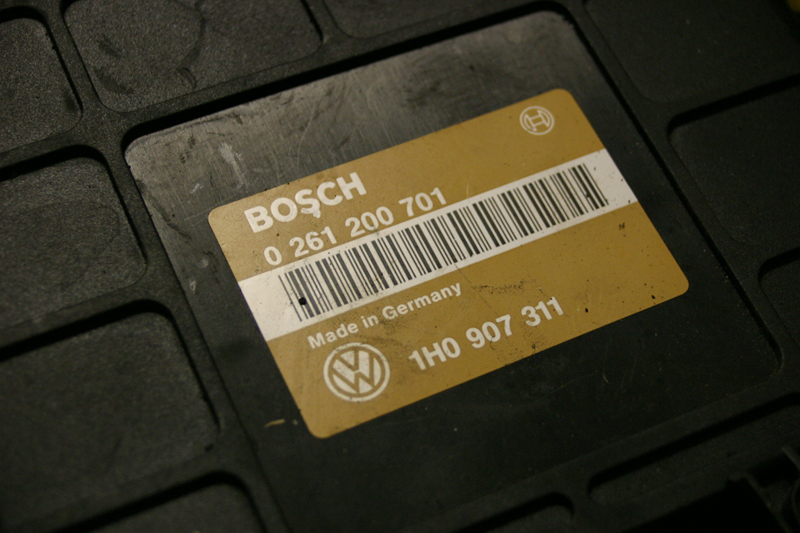 BOSCH
0 261 200 701
Made in Germany
1H0 907 311